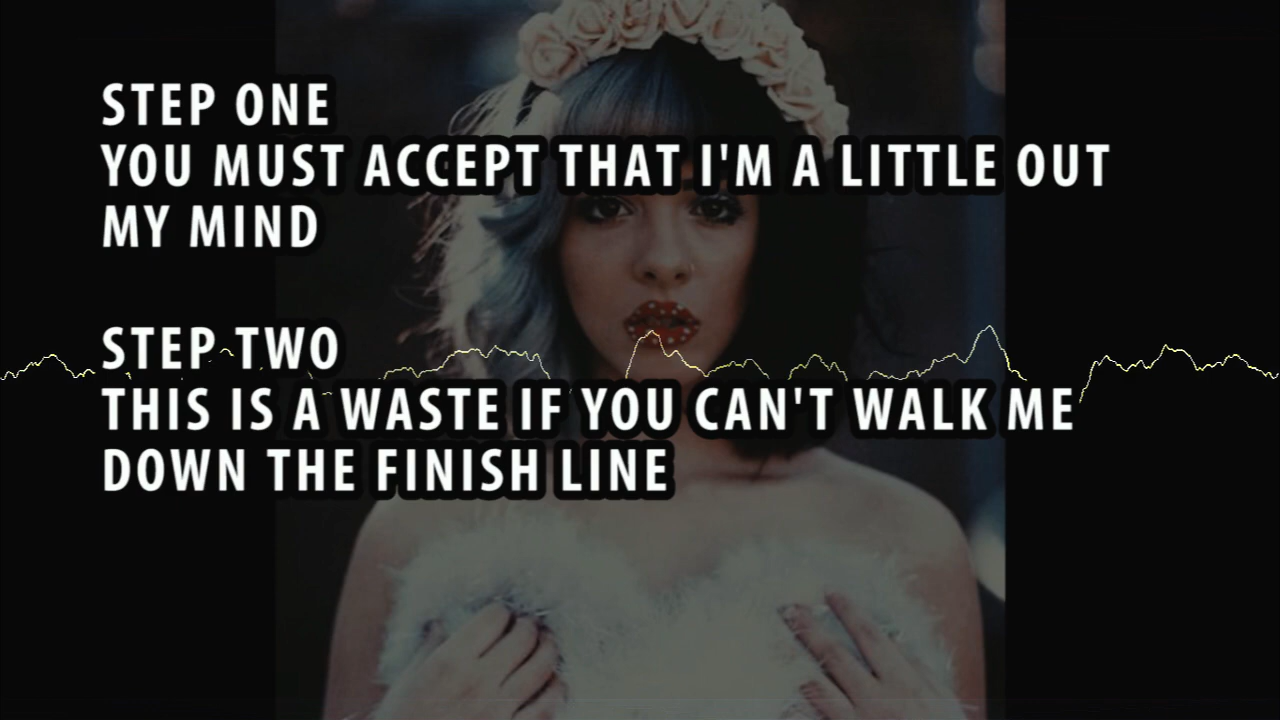 STEP ONE
YOU MUST ACCEPT THAT I'M A LITTLE OUT
MY MIND
STEP TWO
THIS IS A WASTE IF YOU CAN'T WALK ME
DOWN THE FINISH LINE